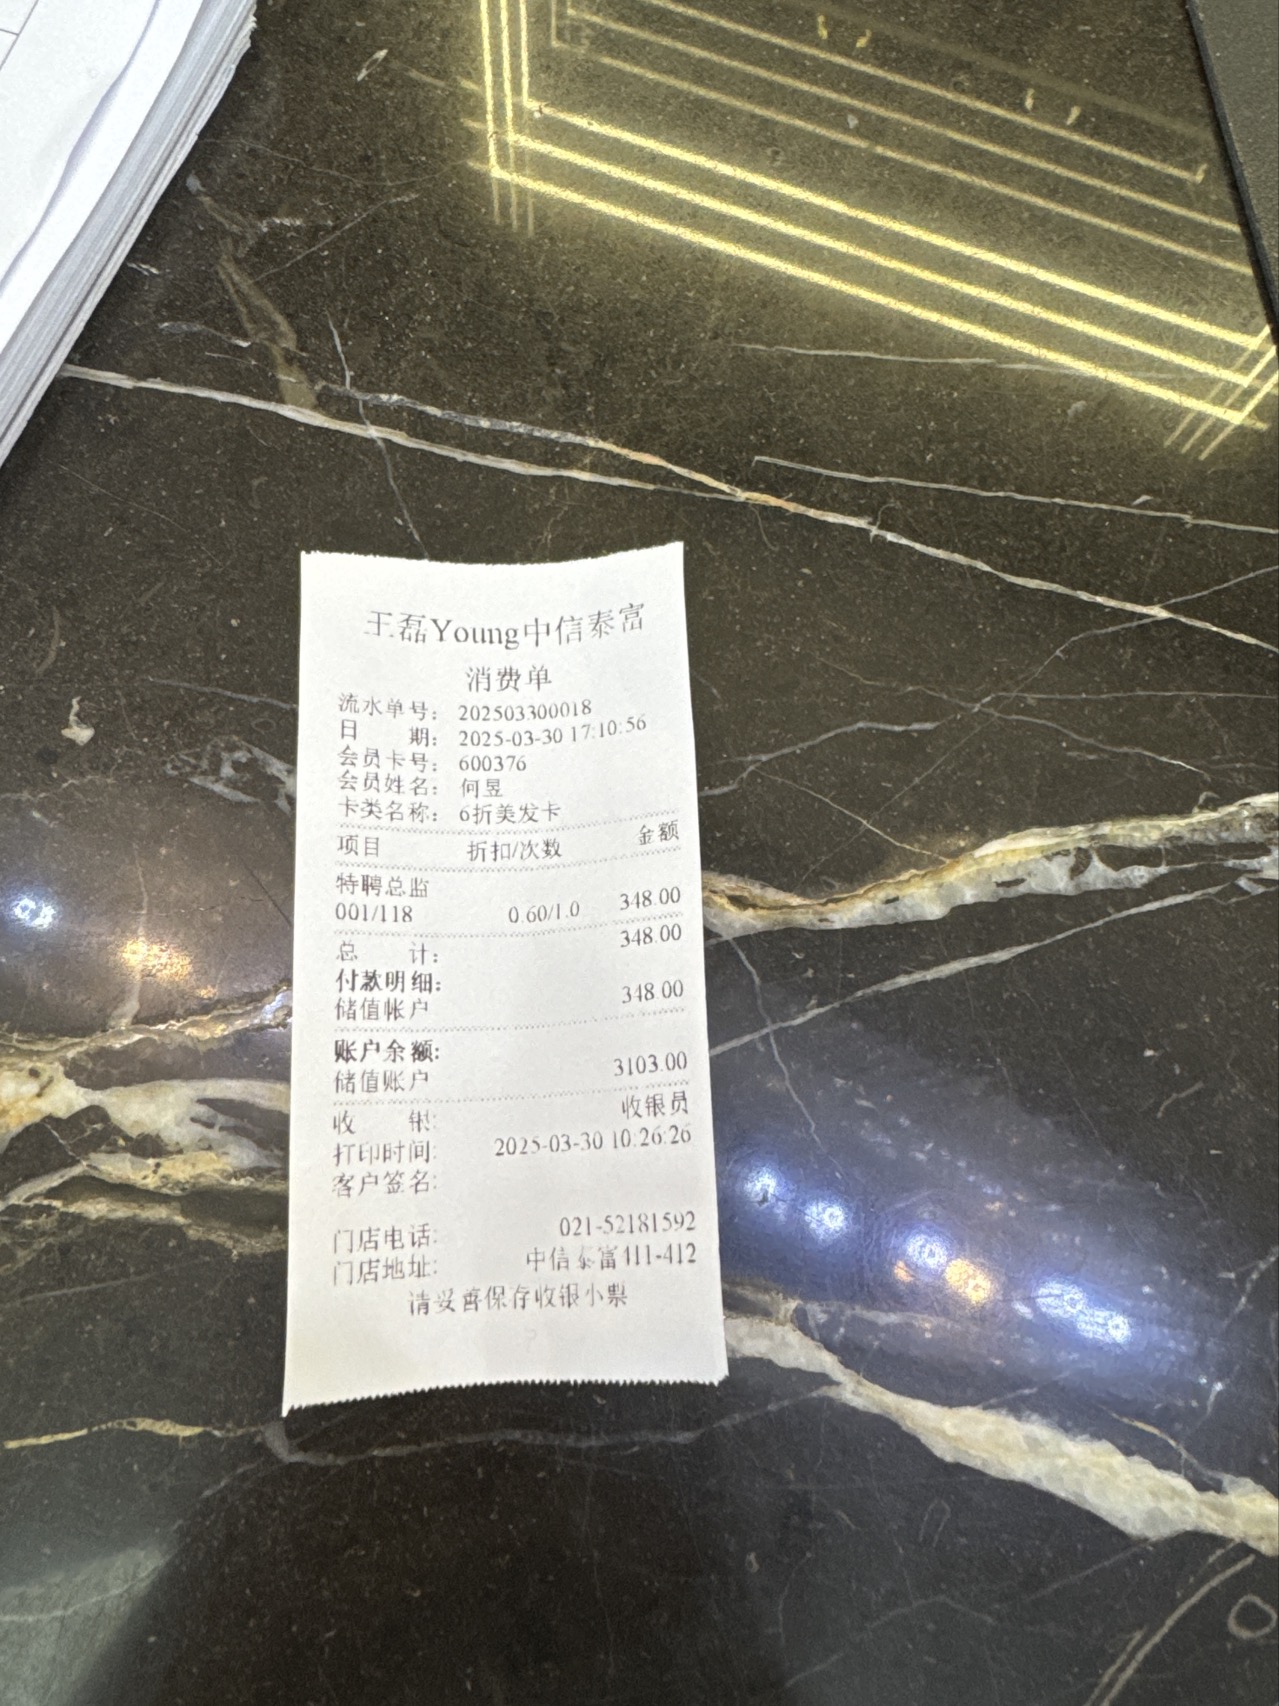 王磊Young中信泰富
消费单
流水单号: 202503300018
日 期: 2025-03-30 17:10:56
会员卡号: 600376
会员姓名: 何昱
卡类名称: 6折美发卡
项目 折扣/次数 金额
特聘总监
001/118 0.60/1.0 348.00
总 计: 348.00
付款明细:
储值帐户 348.00
账户余额:
储值账户 3103.00
收 银: 收银员
打印时间: 2025-03-30 10:26:26
客户签名:
门店电话: 021-52181592
门店地址: 中信泰富411-412
请妥善保存收银小票